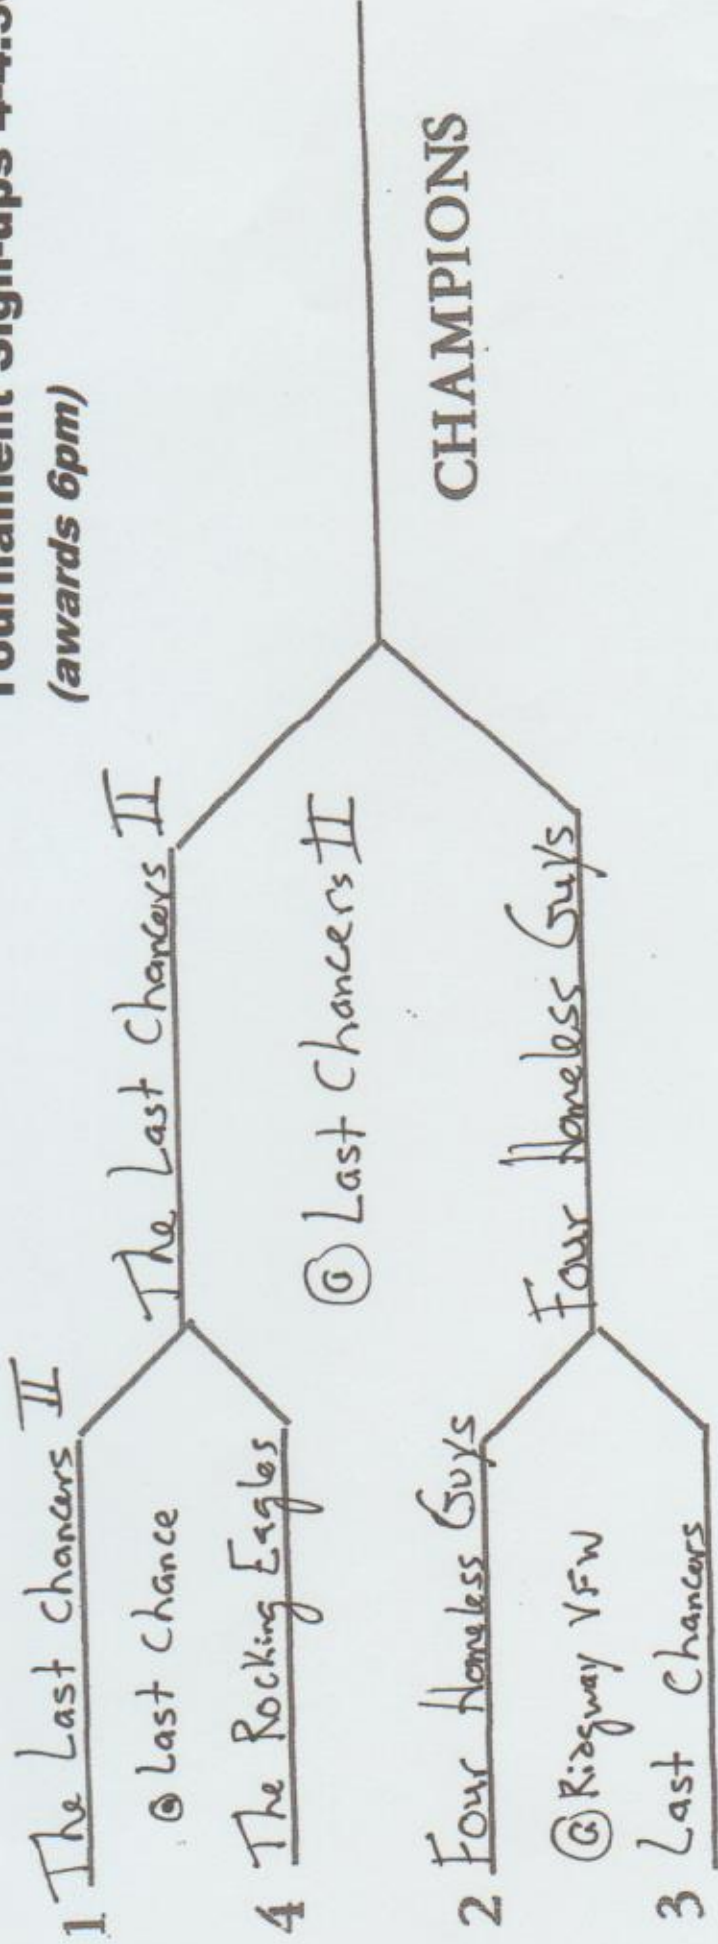 Tournament Sign-ups
(awards 6pm)
1 The Last Chancers II
@ Last Chance
4 The Rocking Eagles
The Last Chancers II
@ Last Chancers II
2 Four Homeless Guys
@ Ridgway VFW
3 Last Chancers
Four Homeless Guys
CHAMPIONS